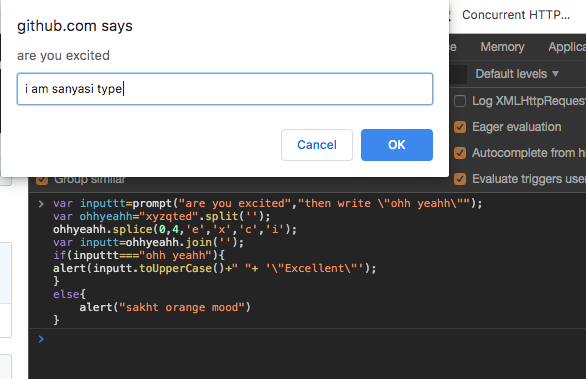 github.com says
are you excited
i am sanyasi type
Cancel
OK
Concurrent HTTP...
Memory
Default levels ▼
Log XMLHttpRequest
Eager evaluation
Autocomplete from
Group similar
Evaluate triggers
> var inputtt=prompt("are you excited","then write \"ohh yeahh\"");
var ohhyeahh="xyzqted".split('');
ohhyeahh.splice(0,4,'e','x','c','i');
var inputt=ohhyeahh.join('');
if(inputtt==="ohh yeahh"){
alert(inputt.toUpperCase()+" "+ '\"Excellent\"');
}
else{
alert("sakht orange mood")
}
>